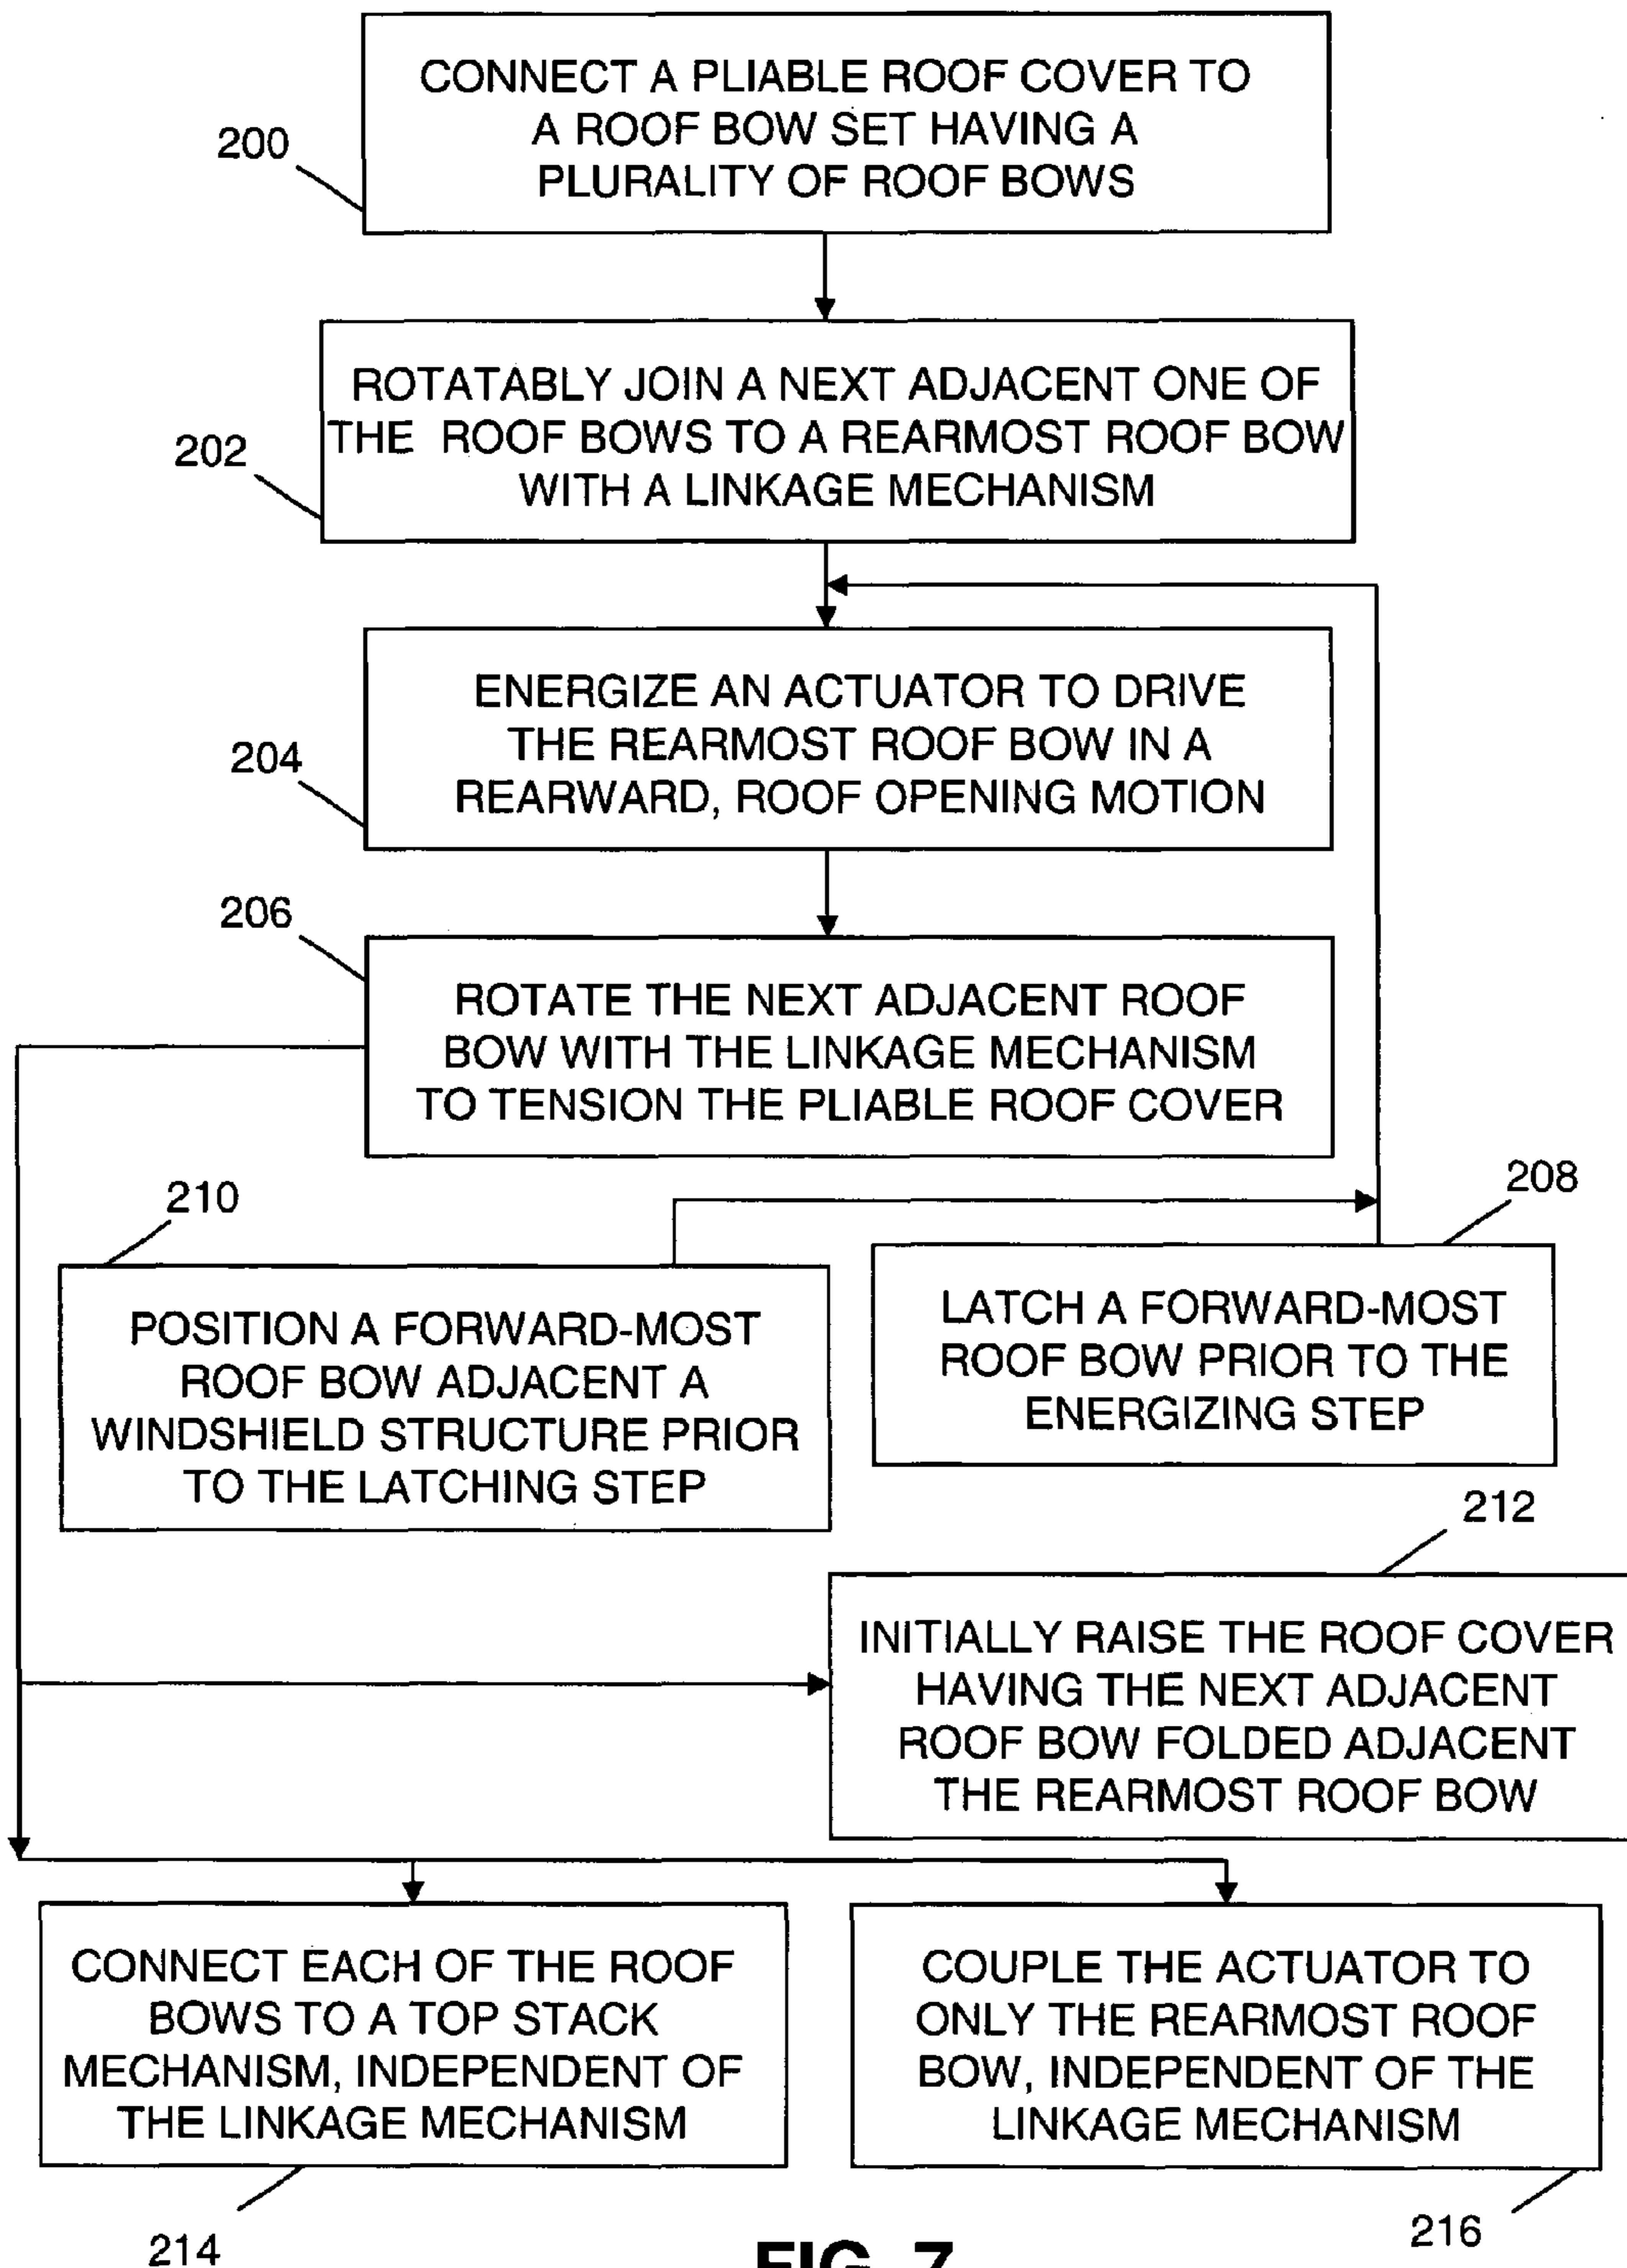 CONNECT A PLIABLE ROOF COVER TO
A ROOF BOW SET HAVING A
PLURALITY OF ROOF BOWS
200
ROTATABLY JOIN A NEXT ADJACENT ONE OF
THE ROOF BOWS TO A REARMOST ROOF BOW
WITH A LINKAGE MECHANISM
202
ENERGIZE AN ACTUATOR TO DRIVE
THE REARMOST ROOF BOW IN A
REARWARD, ROOF OPENING MOTION
204
206
ROTATE THE NEXT ADJACENT ROOF
BOW WITH THE LINKAGE MECHANISM
TO TENSION THE PLIABLE ROOF COVER
210
208
POSITION A FORWARD-MOST
ROOF BOW ADJACENT A
WINDSHIELD STRUCTURE PRIOR
TO THE LATCHING STEP
LATCH A FORWARD-MOST
ROOF BOW PRIOR TO THE
ENERGIZING STEP
212
INITIALLY RAISE THE ROOF COVER
HAVING THE NEXT ADJACENT
ROOF BOW FOLDED ADJACENT
THE REARMOST ROOF BOW
CONNECT EACH OF THE ROOF
BOWS TO A TOP STACK
MECHANISM, INDEPENDENT OF
THE LINKAGE MECHANISM
COUPLE THE ACTUATOR TO
ONLY THE REARMOST ROOF
BOW, INDEPENDENT OF THE
LINKAGE MECHANISM
214
216
FIG. 7